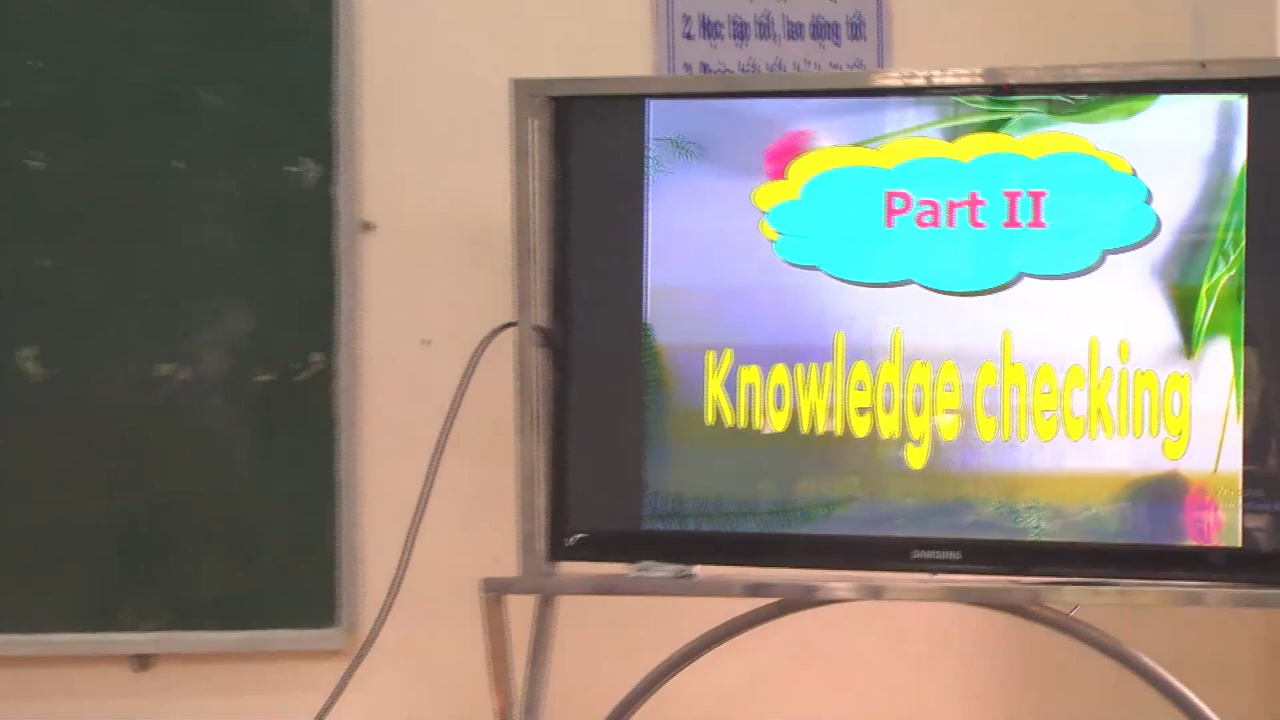 2. Học tập tốt, lao động tốt
Part II
Knowledge checking
SAMSUNG